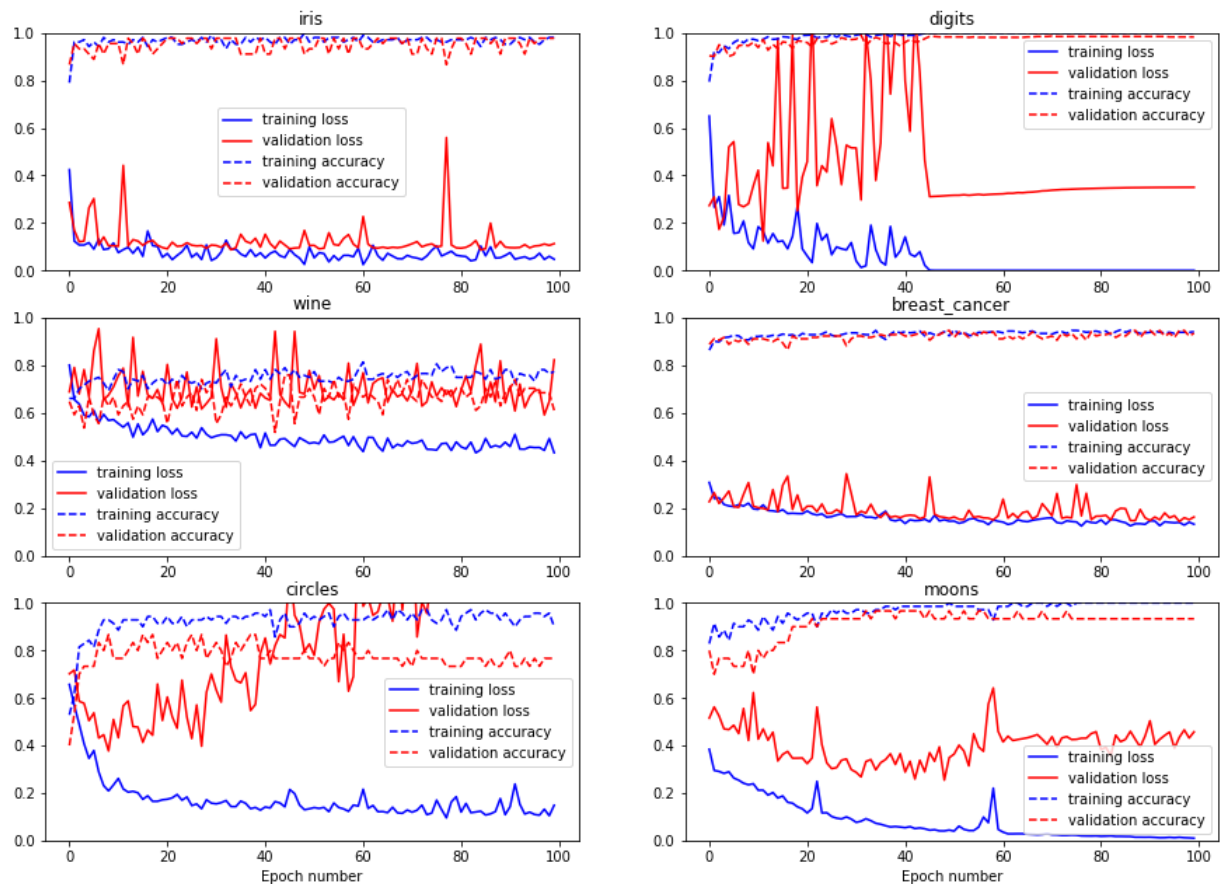 iris
1.0
0.8
0.6
0.4
0.2
0.0
training loss
validation loss
training accuracy
validation accuracy
0 20 40 60 80 100
digits
1.0
0.8
0.6
0.4
0.2
0.0
training loss
validation loss
training accuracy
validation accuracy
0 20 40 60 80 100
wine
1.0
0.8
0.6
0.4
0.2
0.0
training loss
validation loss
training accuracy
validation accuracy
0 20 40 60 80 100
breast_cancer
1.0
0.8
0.6
0.4
0.2
0.0
training loss
validation loss
training accuracy
validation accuracy
0 20 40 60 80 100
circles
1.0
0.8
0.6
0.4
0.2
0.0
training loss
validation loss
training accuracy
validation accuracy
0 20 40 60 80 100
Epoch number
moons
1.0
0.8
0.6
0.4
0.2
0.0
training loss
validation loss
training accuracy
validation accuracy
0 20 40 60 80 100
Epoch number